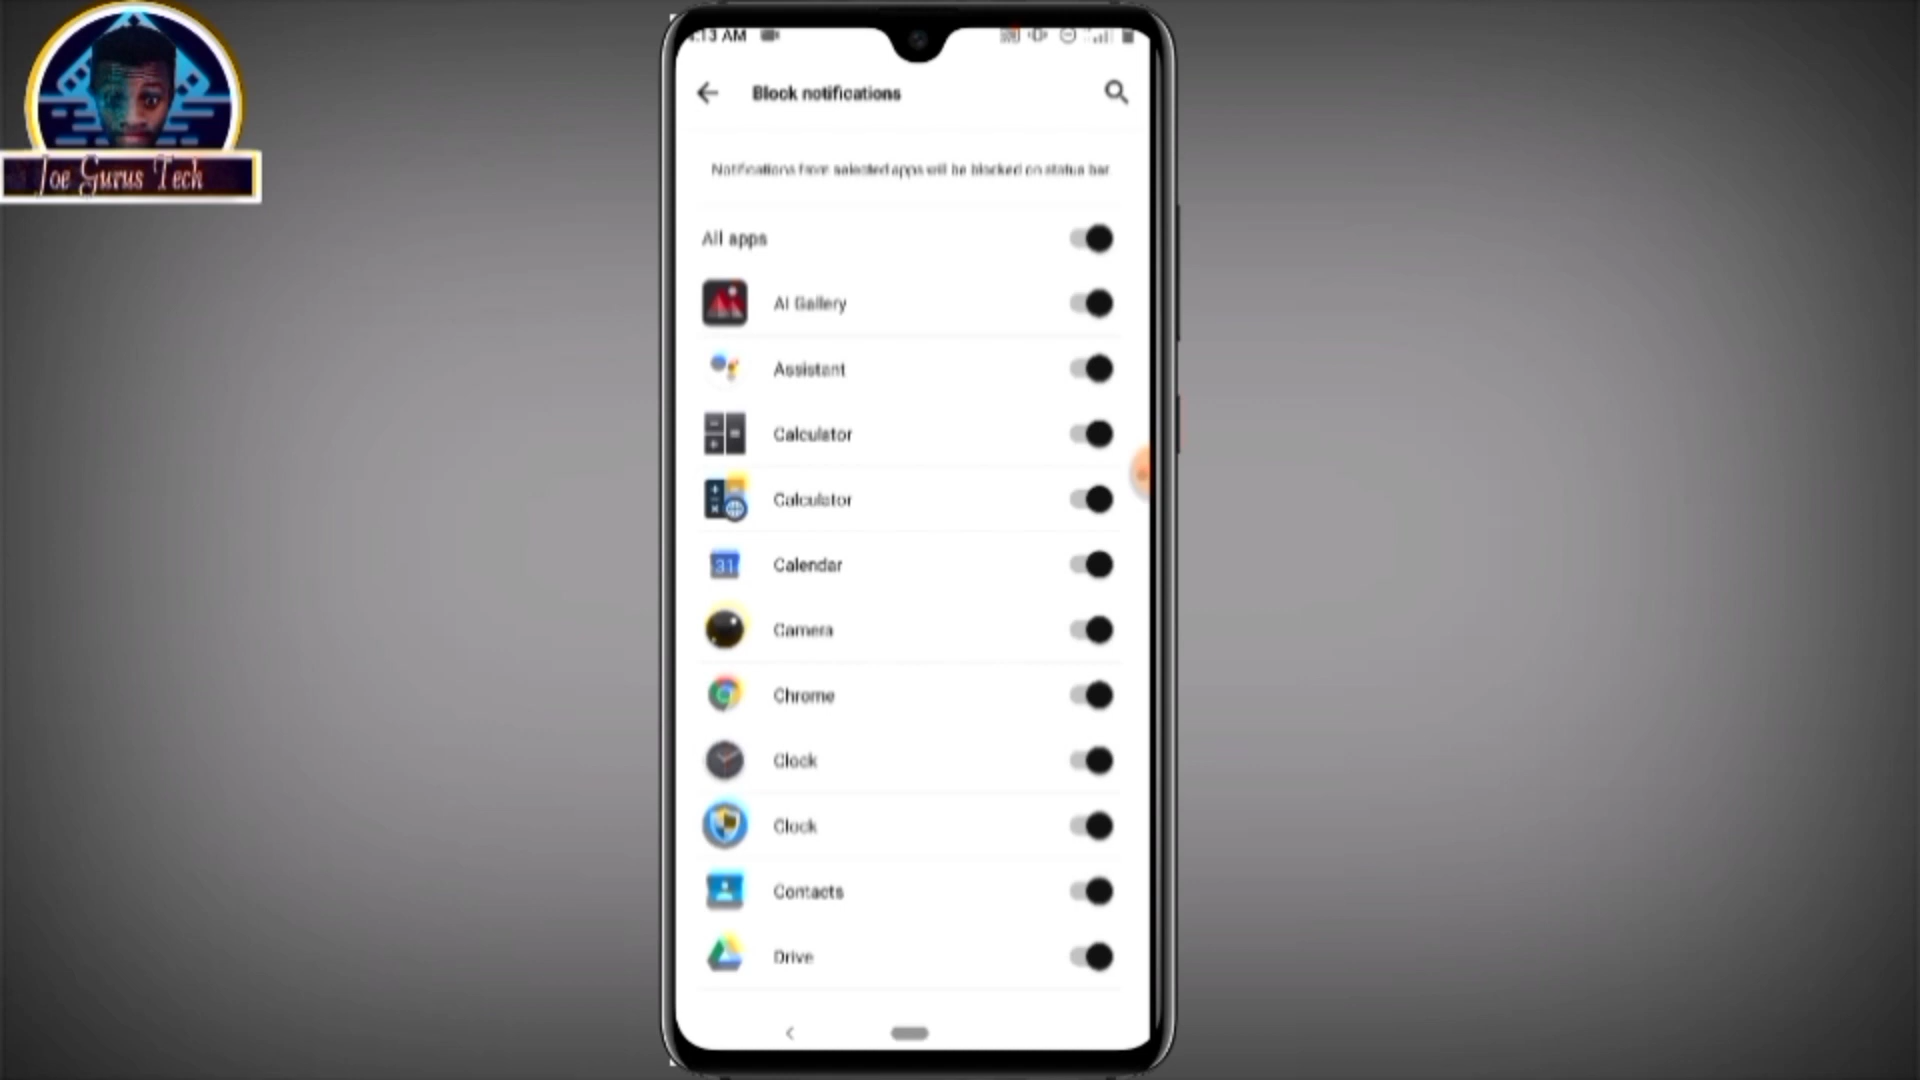 Joe Gurus Tech
:13 AM
Block notifications
Notifications from selected apps will be blocked on status bar
All apps
AI Gallery
Assistant
Calculator
Calculator
31
Calendar
Camera
Chrome
Clock
Clock
Contacts
Drive